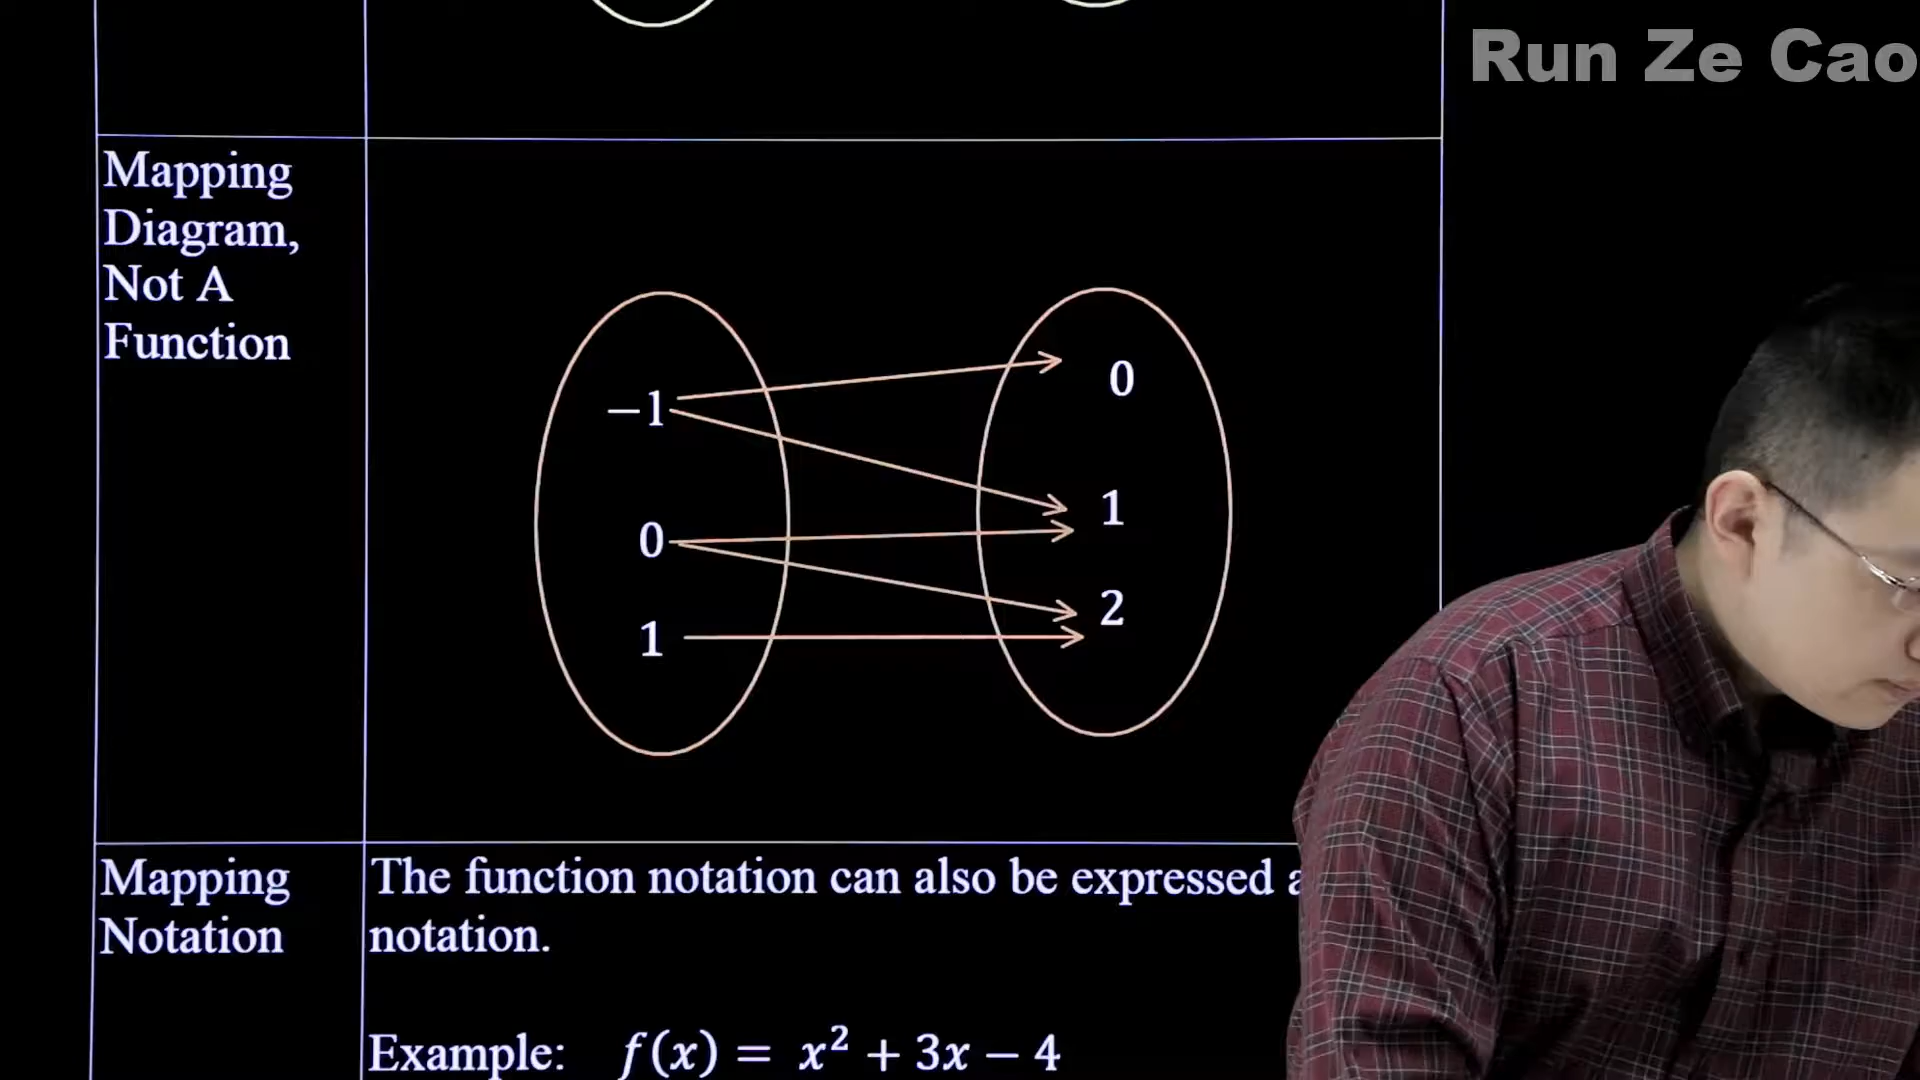 Run Ze Cao
Mapping
Diagram,
Not A
Function
−1
0
1
0
1
2
Mapping
Notation
The function notation can also be expressed
notation.
Example: f(x) = x² + 3x − 4